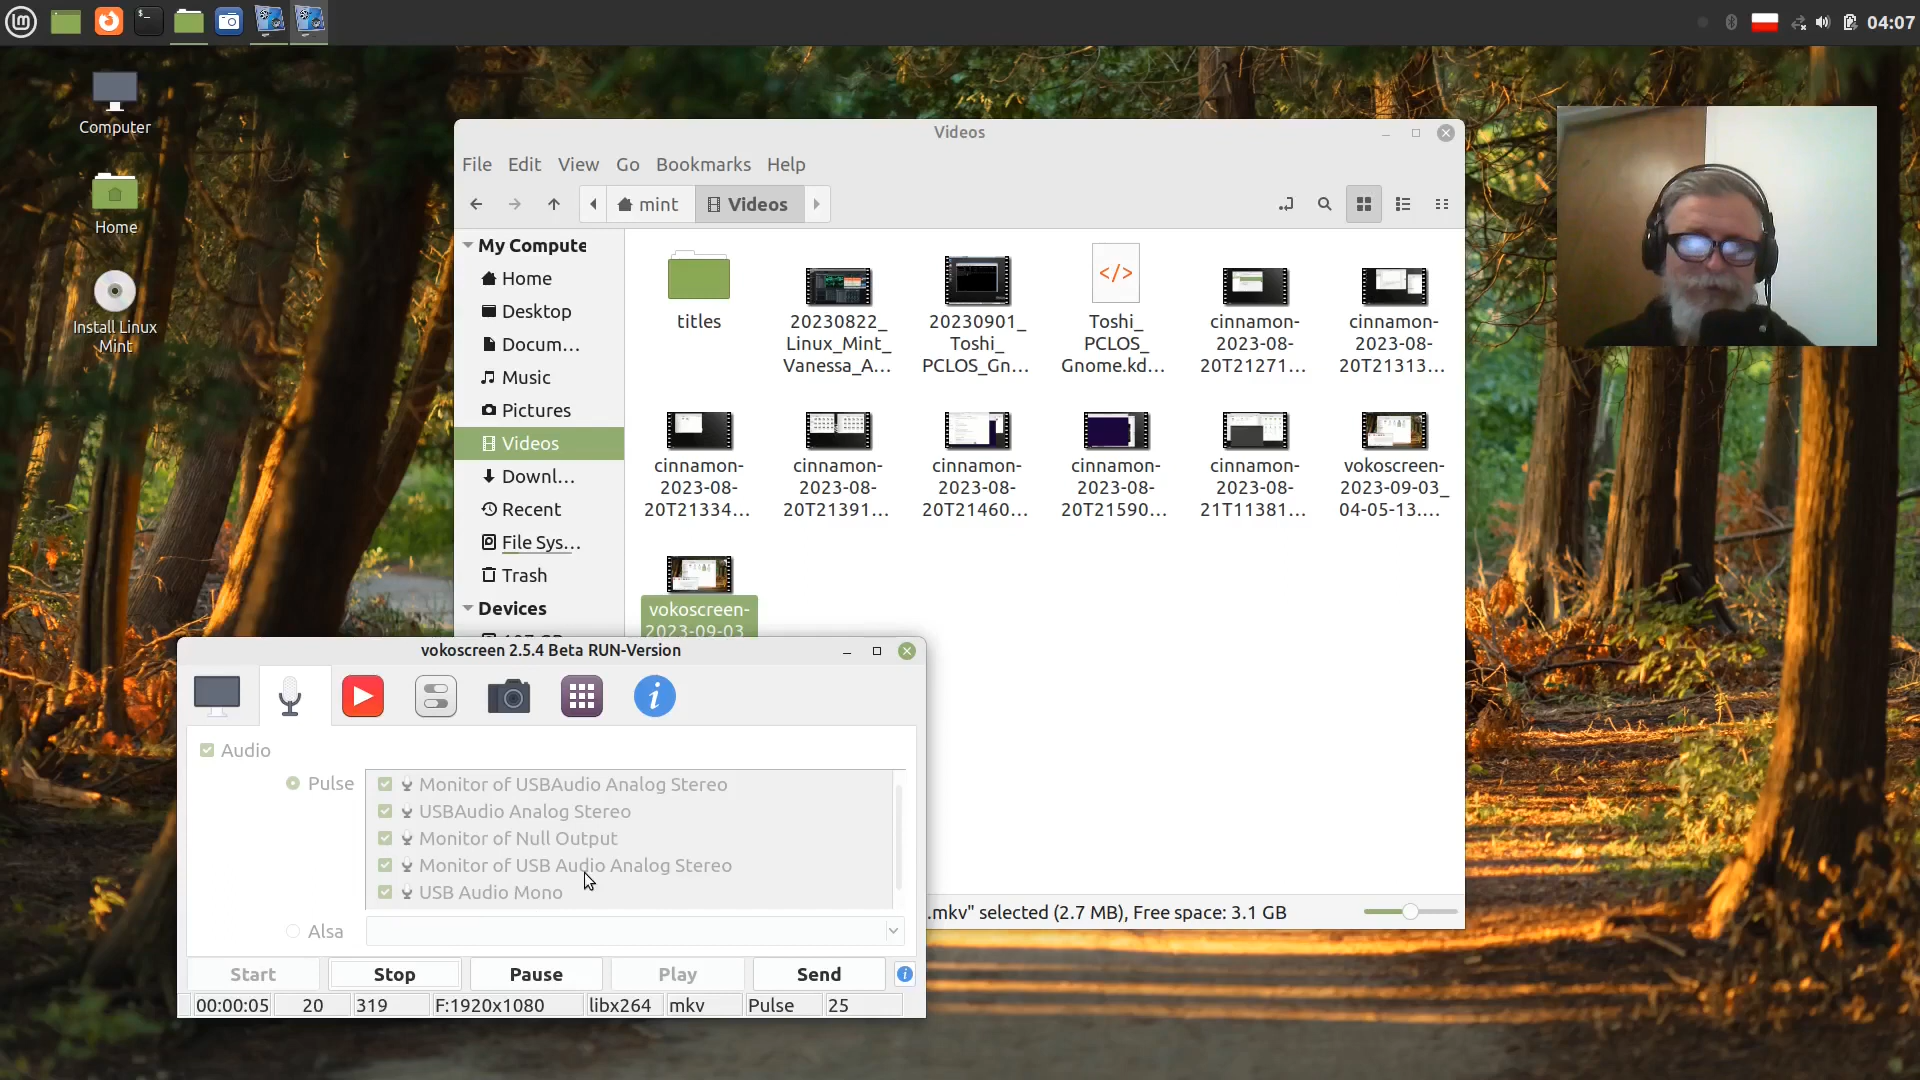 04:07
Computer
Home
Install Linux
Mint
Videos
File Edit View Go Bookmarks Help
mint
Videos
My Compute
Home
Desktop
Docum...
Music
Pictures
Videos
Downl...
Recent
File Sys...
Trash
Devices
titles
20230822_
Linux_Mint_
Vanessa_A...
20230901_
Toshi_
PCLOS_Gn...
Toshi_
PCLOS_
Gnome.kd...
cinnamon-
2023-08-
20T21271...
cinnamon-
2023-08-
20T21313...
cinnamon-
2023-08-
20T21334...
cinnamon-
2023-08-
20T21391...
cinnamon-
2023-08-
20T21460...
cinnamon-
2023-08-
20T21590...
cinnamon-
2023-08-
21T11381...
vokoscreen-
2023-09-03_
04-05-13....
vokoscreen-
2023-09-03
.mkv" selected (2.7 MB), Free space: 3.1 GB
vokoscreen 2.5.4 Beta RUN-Version
Audio
Pulse
Monitor of USBAudio Analog Stereo
USBAudio Analog Stereo
Monitor of Null Output
Monitor of USB Audio Analog Stereo
USB Audio Mono
Alsa
Start Stop Pause Play Send
00:00:05 20 319 F:1920x1080 libx264 mkv Pulse 25